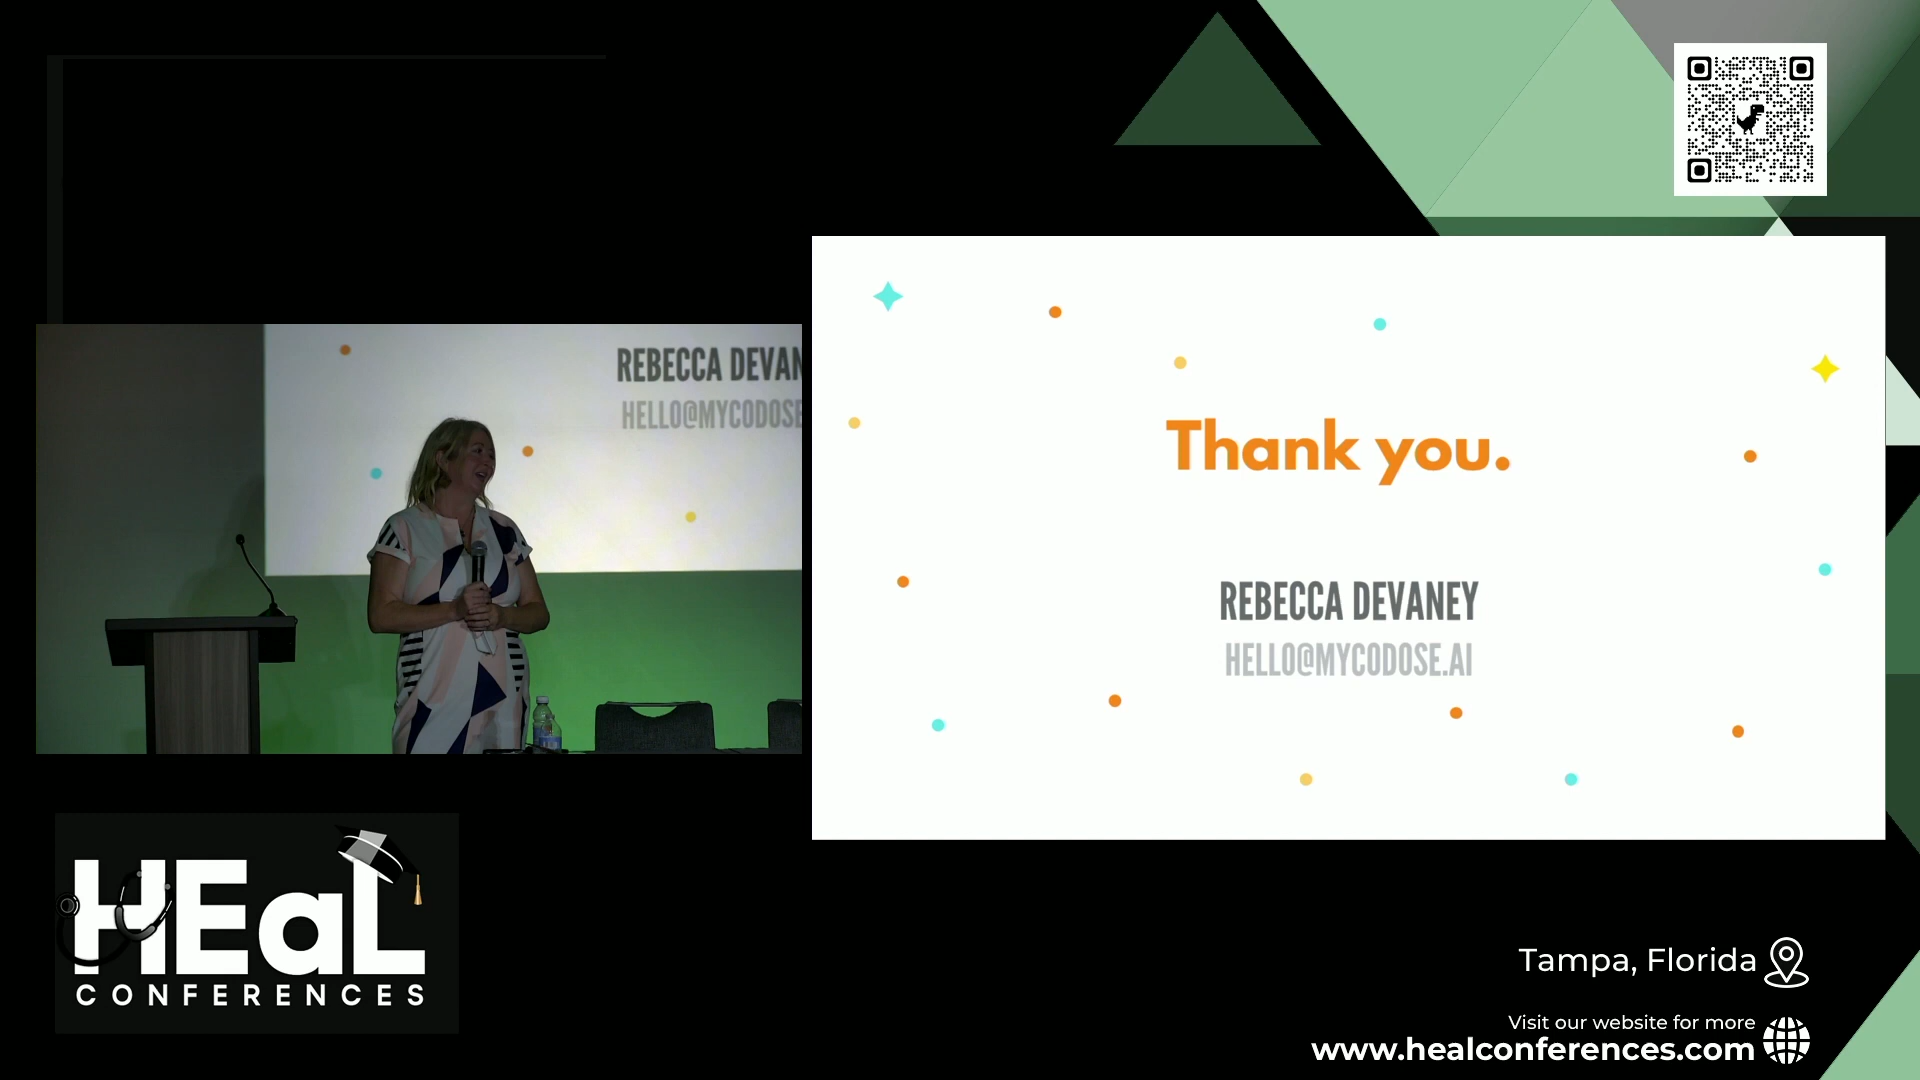 REBECCA DEVAN
HELLO@MYCODOSE
Thank you.
REBECCA DEVANEY
HELLO@MYCODOSE.AI
HEaL
CONFERENCES
Tampa, Florida
Visit our website for more
www.healconferences.com